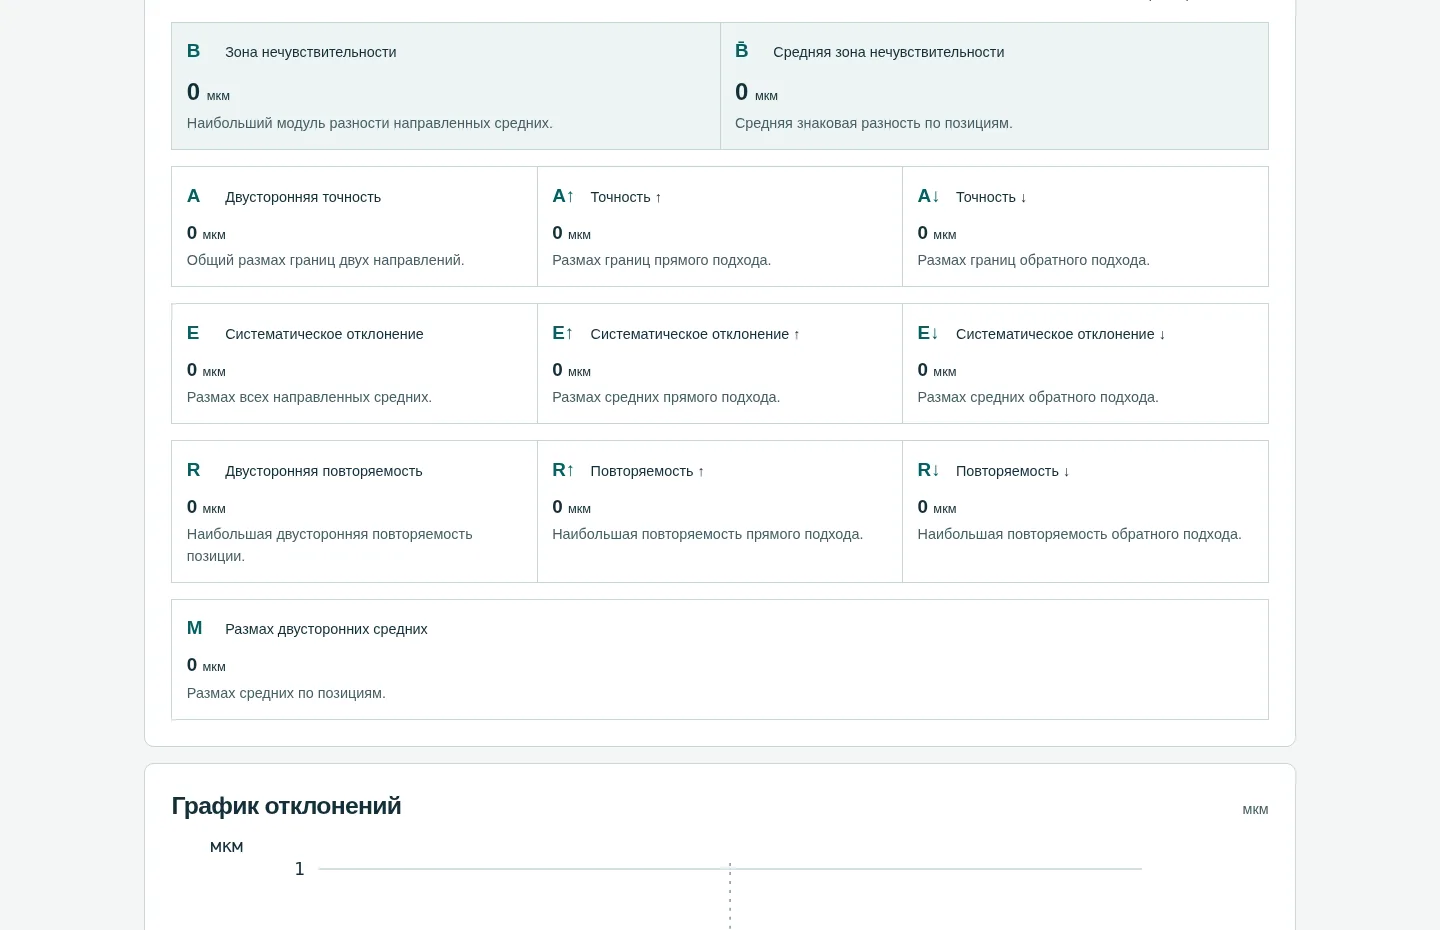 B Зона нечувствительности
B̄ Средняя зона нечувствительности
0 мкм
0 мкм
Наибольший модуль разности направленных средних.
Средняя знаковая разность по позициям.
A Двусторонняя точность
A↑ Точность ↑
A↓ Точность ↓
0 мкм
0 мкм
0 мкм
Общий размах границ двух направлений.
Размах границ прямого подхода.
Размах границ обратного подхода.
E Систематическое отклонение
E↑ Систематическое отклонение ↑
E↓ Систематическое отклонение ↓
0 мкм
0 мкм
0 мкм
Размах всех направленных средних.
Размах средних прямого подхода.
Размах средних обратного подхода.
R Двусторонняя повторяемость
R↑ Повторяемость ↑
R↓ Повторяемость ↓
0 мкм
0 мкм
0 мкм
Наибольшая двусторонняя повторяемость
позиции.
Наибольшая повторяемость прямого подхода.
Наибольшая повторяемость обратного подхода.
M Размах двусторонних средних
0 мкм
Размах средних по позициям.
График отклонений
мкм
мкм
1